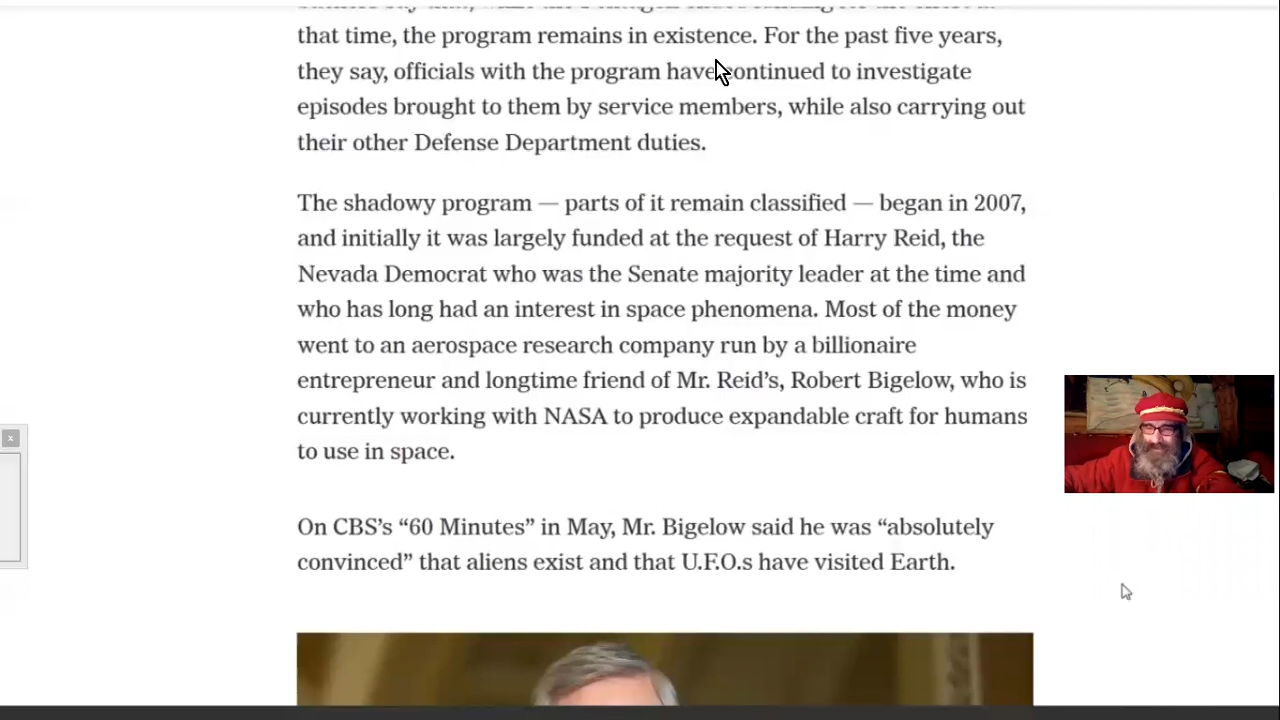 that time, the program remains in existence. For the past five years,
they say, officials with the program have continued to investigate
episodes brought to them by service members, while also carrying out
their other Defense Department duties.
The shadowy program — parts of it remain classified — began in 2007,
and initially it was largely funded at the request of Harry Reid, the
Nevada Democrat who was the Senate majority leader at the time and
who has long had an interest in space phenomena. Most of the money
went to an aerospace research company run by a billionaire
entrepreneur and longtime friend of Mr. Reid’s, Robert Bigelow, who is
currently working with NASA to produce expandable craft for humans
to use in space.
On CBS’s “60 Minutes” in May, Mr. Bigelow said he was “absolutely
convinced” that aliens exist and that U.F.O.s have visited Earth.